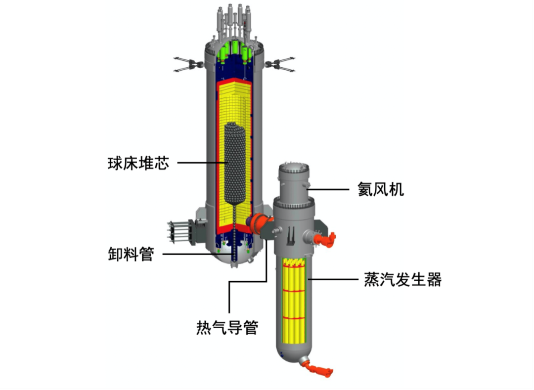 球床堆芯
氦风机
卸料管
蒸汽发生器
热气导管